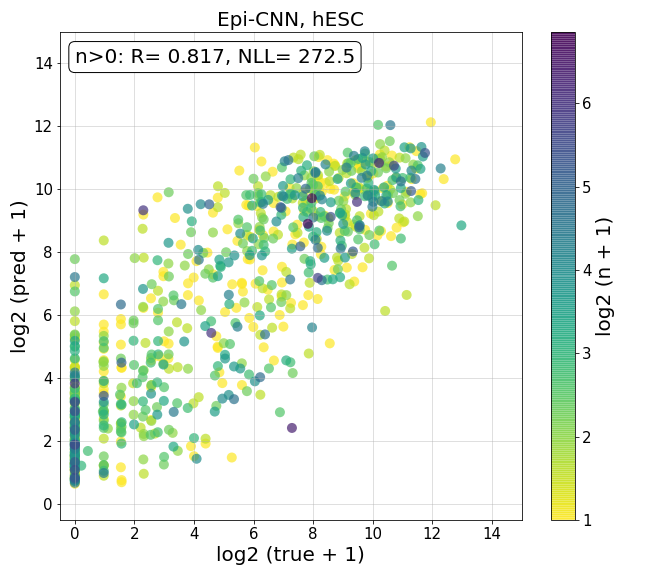 Epi-CNN, hESC
n>0: R= 0.817, NLL= 272.5
14
12
10
8
6
4
2
0
log2 (pred + 1)
0 2 4 6 8 10 12 14
log2 (true + 1)
6
5
4
3
2
1
log2 (n + 1)